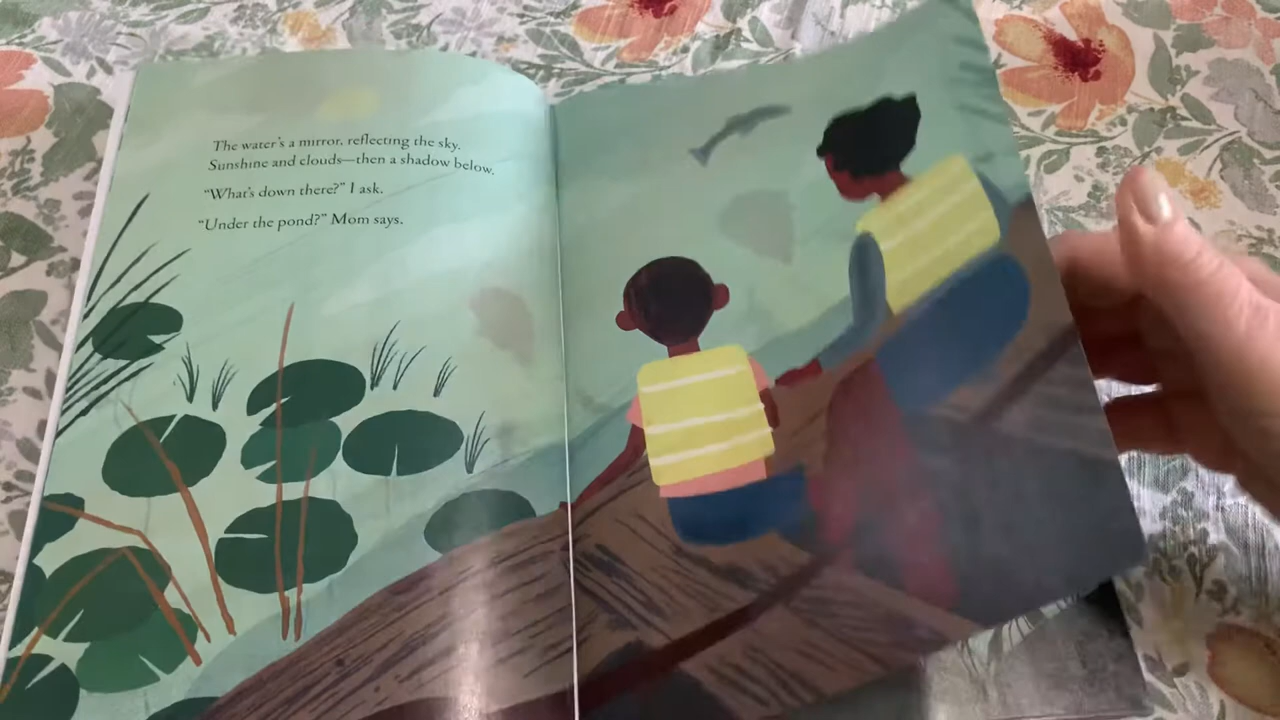 The water's a mirror, reflecting the sky.
Sunshine and clouds—then a shadow below.
“What's down there?” I ask.
“Under the pond?” Mom says.